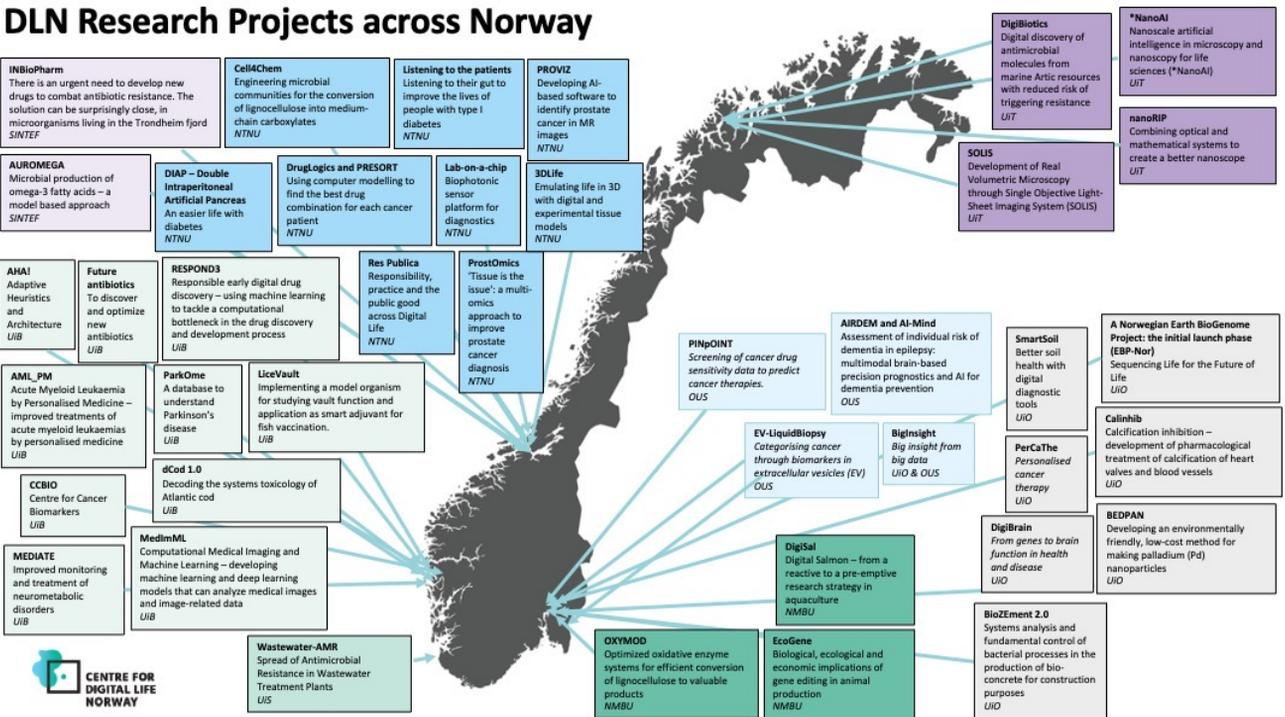 DLN Research Projects across Norway
INBioPharm
There is an urgent need to develop new
drugs to combat antibiotic resistance. The
solution can be surprisingly close, in
microorganisms living in the Trondheim fjord
SINTEF
Cell4Chem
Engineering microbial
communities for the conversion
of lignocellulose into medium-
chain carboxylates
NTNU
Listening to the patients
Listening to their gut to
improve the lives of
people with type I
diabetes
NTNU
PROVIZ
Developing AI-
based software to
identify prostate
cancer in MR
images
NTNU
DigiBiotics
Digital discovery of
antimicrobial
molecules from
marine Artic resources
with reduced risk of
triggering resistance
UiT
*NanoAI
Nanoscale artificial
intelligence in microscopy and
nanoscopy for life
sciences (*NanoAI)
UiT
nanoRIP
Combining optical and
mathematical systems to
create a better nanoscope
UiT
SOLIS
Development of Real
Volumetric Microscopy
through Single Objective Light-
Sheet Imaging System (SOLIS)
UiT
AUROMEGA
Microbial production of
omega-3 fatty acids – a
model based approach
SINTEF
DIAP – Double
Intraperitoneal
Artificial Pancreas
An easier life with
diabetes
NTNU
DrugLogics and PRESORT
Using computer modelling to
find the best drug
combination for each cancer
patient
NTNU
Lab-on-a-chip
Biophotonic
sensor
platform for
diagnostics
NTNU
3DLife
Emulating life in 3D
with digital and
experimental tissue
models
NTNU
AHA!
Adaptive
Heuristics
and
Architecture
UiB
Future
antibiotics
To discover
and optimize
new
antibiotics
UiB
RESPOND3
Responsible early digital drug
discovery – using machine learning
to tackle a computational
bottleneck in the drug discovery
and development process
UiB
Res Publica
Responsibility,
practice and the
public good
across Digital
Life
NTNU
ProstOmics
‘Tissue is the
issue’: a multi-
omics
approach to
improve
prostate
cancer
diagnosis
NTNU
AML_PM
Acute Myeloid Leukaemia
by Personalised Medicine –
improved treatments of
acute myeloid leukaemias
by personalised medicine
UiB
ParkOme
A database to
understand
Parkinson's
disease
UiB
LiceVault
Implementing a model organism
for studying vault function and
application as smart adjuvant for
fish vaccination.
UiB
PINpOINT
Screening of cancer drug
sensitivity data to predict
cancer therapies.
OUS
AIRDEM and AI-Mind
Assessment of individual risk of
dementia in epilepsy:
multimodal brain-based
precision prognostics and AI for
dementia prevention
OUS
SmartSoil
Better soil
health with
digital
diagnostic
tools
UiO
A Norwegian Earth BioGenome
Project: the initial launch phase
(EBP-Nor)
Sequencing Life for the Future of
Life
UiO
dCod 1.0
Decoding the systems toxicology of
Atlantic cod
UiB
CCBIO
Centre for Cancer
Biomarkers
UiB
EV-LiquidBiopsy
Categorising cancer
through biomarkers in
extracellular vesicles (EV)
OUS
BigInsight
Big insight from
big data
UiO & OUS
PerCaThe
Personalised
cancer
therapy
UiO
Calinhib
Calcification inhibition –
development of pharmacological
treatment of calcification of heart
valves and blood vessels
UiO
MEDIATE
Improved monitoring
and treatment of
neurometabolic
disorders
UiB
MedImML
Computational Medical Imaging and
Machine Learning – developing
machine learning and deep learning
models that can analyze medical images
and image-related data
UiB
DigiSal
Digital Salmon – from a
reactive to a pre-emptive
research strategy in
aquaculture
NMBU
DigiBrain
From genes to brain
function in health
and disease
UiO
BEDPAN
Developing an environmentally
friendly, low-cost method for
making palladium (Pd)
nanoparticles
UiO
Wastewater-AMR
Spread of Antimicrobial
Resistance in Wastewater
Treatment Plants
UiS
OXYMOD
Optimized oxidative enzyme
systems for efficient conversion
of lignocellulose to valuable
products
NMBU
EcoGene
Biological, ecological and
economic implications of
gene editing in animal
production
NMBU
BioZEment 2.0
Systems analysis and
fundamental control of
bacterial processes in the
production of bio-
concrete for construction
purposes
UiO
CENTRE FOR
DIGITAL LIFE
NORWAY